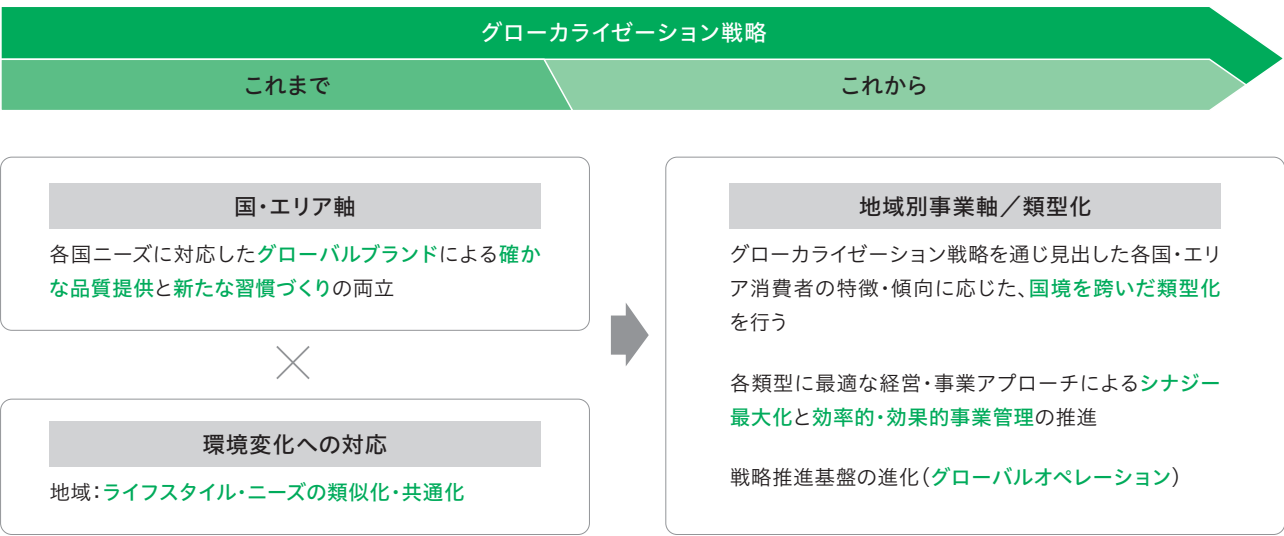 グローカライゼーション戦略
これまで
これから
国・エリア軸
各国ニーズに対応したグローバルブランドによる確か
な品質提供と新たな習慣づくりの両立
環境変化への対応
地域：ライフスタイル・ニーズの類似化・共通化
地域別事業軸／類型化
グローカライゼーション戦略を通じ見出した各国・エリ
ア消費者の特徴・傾向に応じた、国境を跨いだ類型化
を行う
各類型に最適な経営・事業アプローチによるシナジー
最大化と効率的・効果的事業管理の推進
戦略推進基盤の進化（グローバルオペレーション）